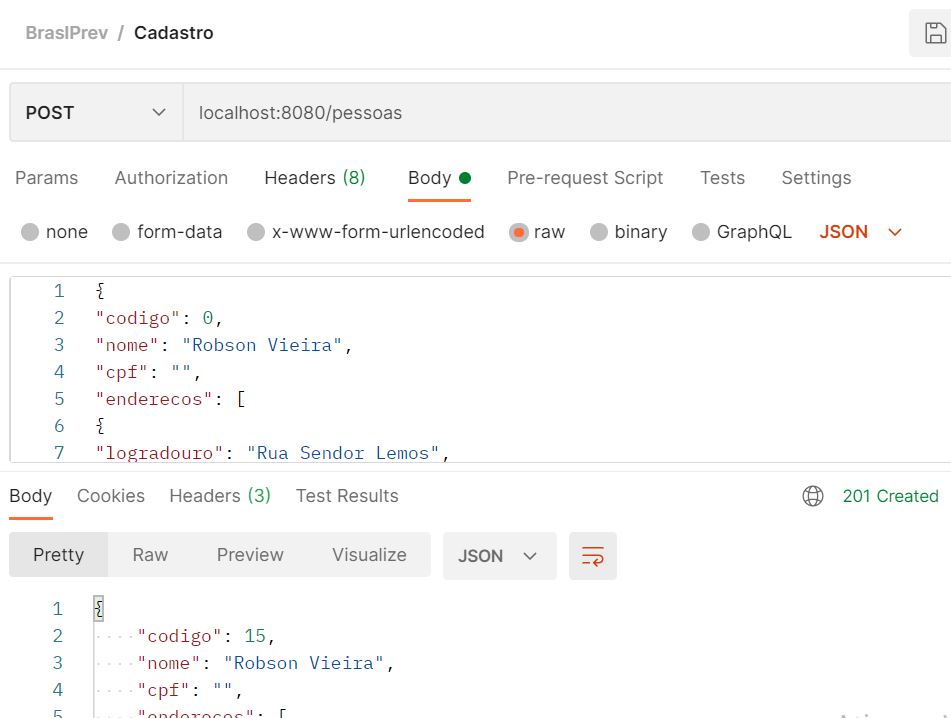 BraslPrev / Cadastro
POST localhost:8080/pessoas
Params Authorization Headers (8) Body Pre-request Script Tests Settings
none form-data x-www-form-urlencoded raw binary GraphQL JSON
1 {
2 "codigo": 0,
3 "nome": "Robson Vieira",
4 "cpf": "",
5 "enderecos": [
6 {
7 "logradouro": "Rua Sendor Lemos",
Body Cookies Headers (3) Test Results 201 Created
Pretty Raw Preview Visualize JSON
1 {
2 "codigo": 15,
3 "nome": "Robson Vieira",
4 "cpf": "",
5 "enderecos": [